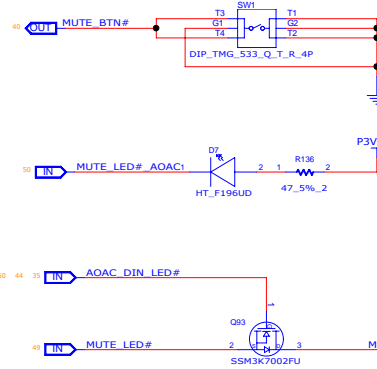 SW1
40 OUT MUTE_BTN# T3 T1
G1 G2
T4 T2
DIP_TMG_533_Q_T_R_4P
P3V
D7 R136
50 IN MUTE_LED#_AOAC 1 2 1 2
HT_F196UD 47_5%_2
50 44 35 IN AOAC_DIN_LED#
1
Q93
49 IN MUTE_LED# 2 3 M
SSM3K7002FU